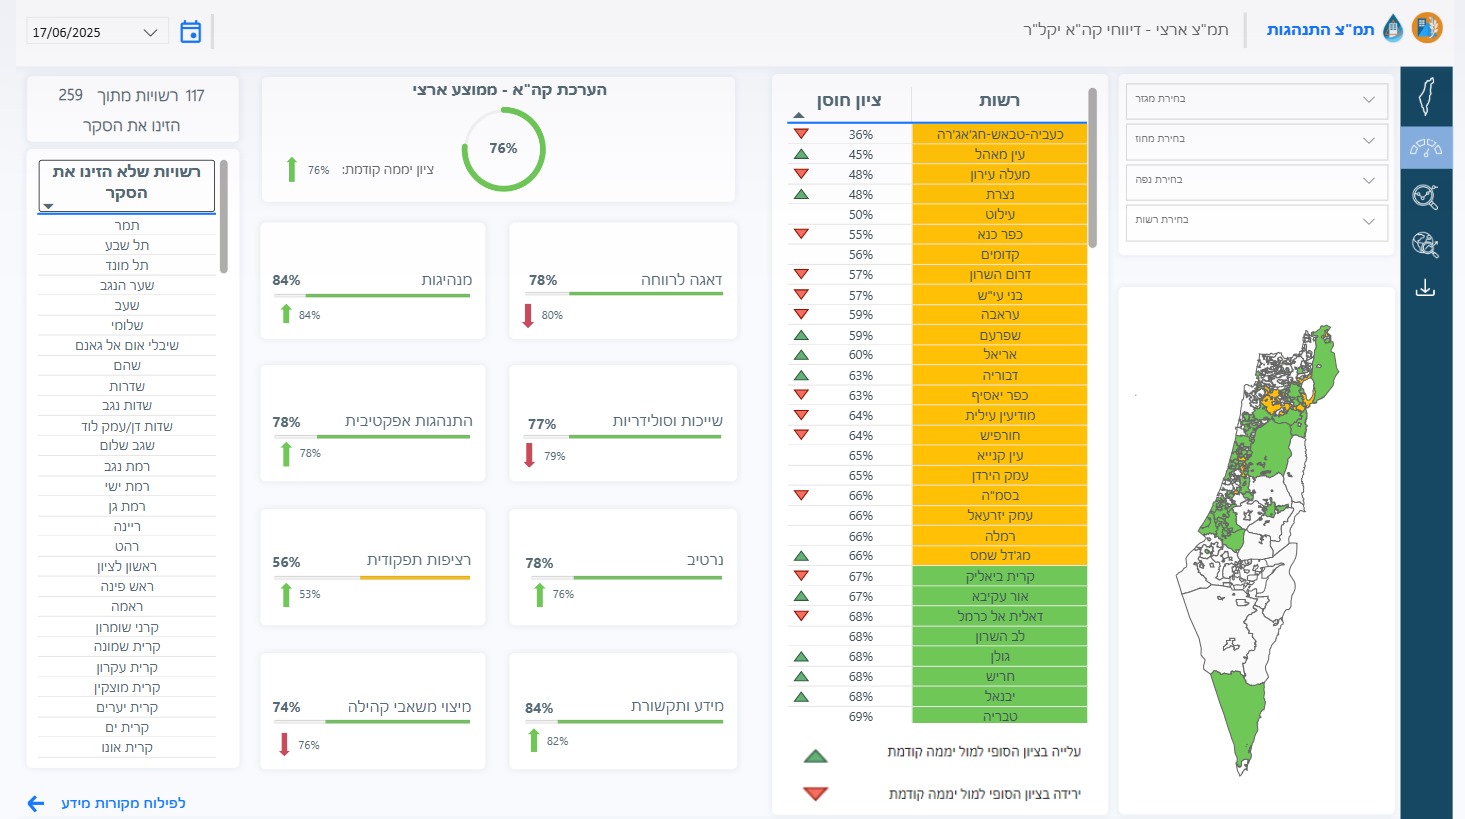 תמ"צ התנהגות
תמ"צ ארצי - דיווחי קה"א יקל"ר
17/06/2025
בחירת מגזר
בחירת מחוז
בחירת נפה
בחירת רשות
רשות ציון חוסן
כעביה-טבאש-חג'אג'רה 36%
עין מאהל 45%
מעלה עירון 48%
נצרת 48%
עילוט 50%
כפר כנא 55%
קדומים 56%
דרום השרון 57%
בני עי"ש 57%
עראבה 59%
שפרעם 59%
אריאל 60%
דבוריה 63%
כפר יאסיף 63%
מודיעין עילית 64%
חורפיש 64%
עין קנייא 65%
עמק הירדן 65%
בסמ"ה 66%
עמק יזרעאל 66%
רמלה 66%
מג'דל שמס 66%
קרית ביאליק 67%
אור עקיבא 67%
דאלית אל כרמל 68%
לב השרון 68%
גולן 68%
חריש 68%
יבנאל 68%
טבריה 69%
עלייה בציון הסופי למול יממה קודמת
ירידה בציון הסופי למול יממה קודמת
הערכת קה"א - ממוצע ארצי
76%
ציון יממה קודמת: 76%
דאגה לרווחה 78%
80%
מנהיגות 84%
84%
שייכות וסולידריות 77%
79%
התנהגות אפקטיבית 78%
78%
נרטיב 78%
76%
רציפות תפקודית 56%
53%
מידע ותקשורת 84%
82%
מיצוי משאבי קהילה 74%
76%
117 רשויות מתוך 259
הזינו את הסקר
רשויות שלא הזינו את
הסקר
תמר
תל שבע
תל מונד
שער הנגב
שעב
שלומי
שיבלי אום אל גאנם
שהם
שדרות
שדות נגב
שדות דן/עמק לוד
שגב שלום
רמת נגב
רמת ישי
רמת גן
ריינה
רהט
ראשון לציון
ראש פינה
ראמה
קרני שומרון
קרית שמונה
קרית עקרון
קרית מוצקין
קרית יערים
קרית ים
קרית אונו
לפילוח מקורות מידע